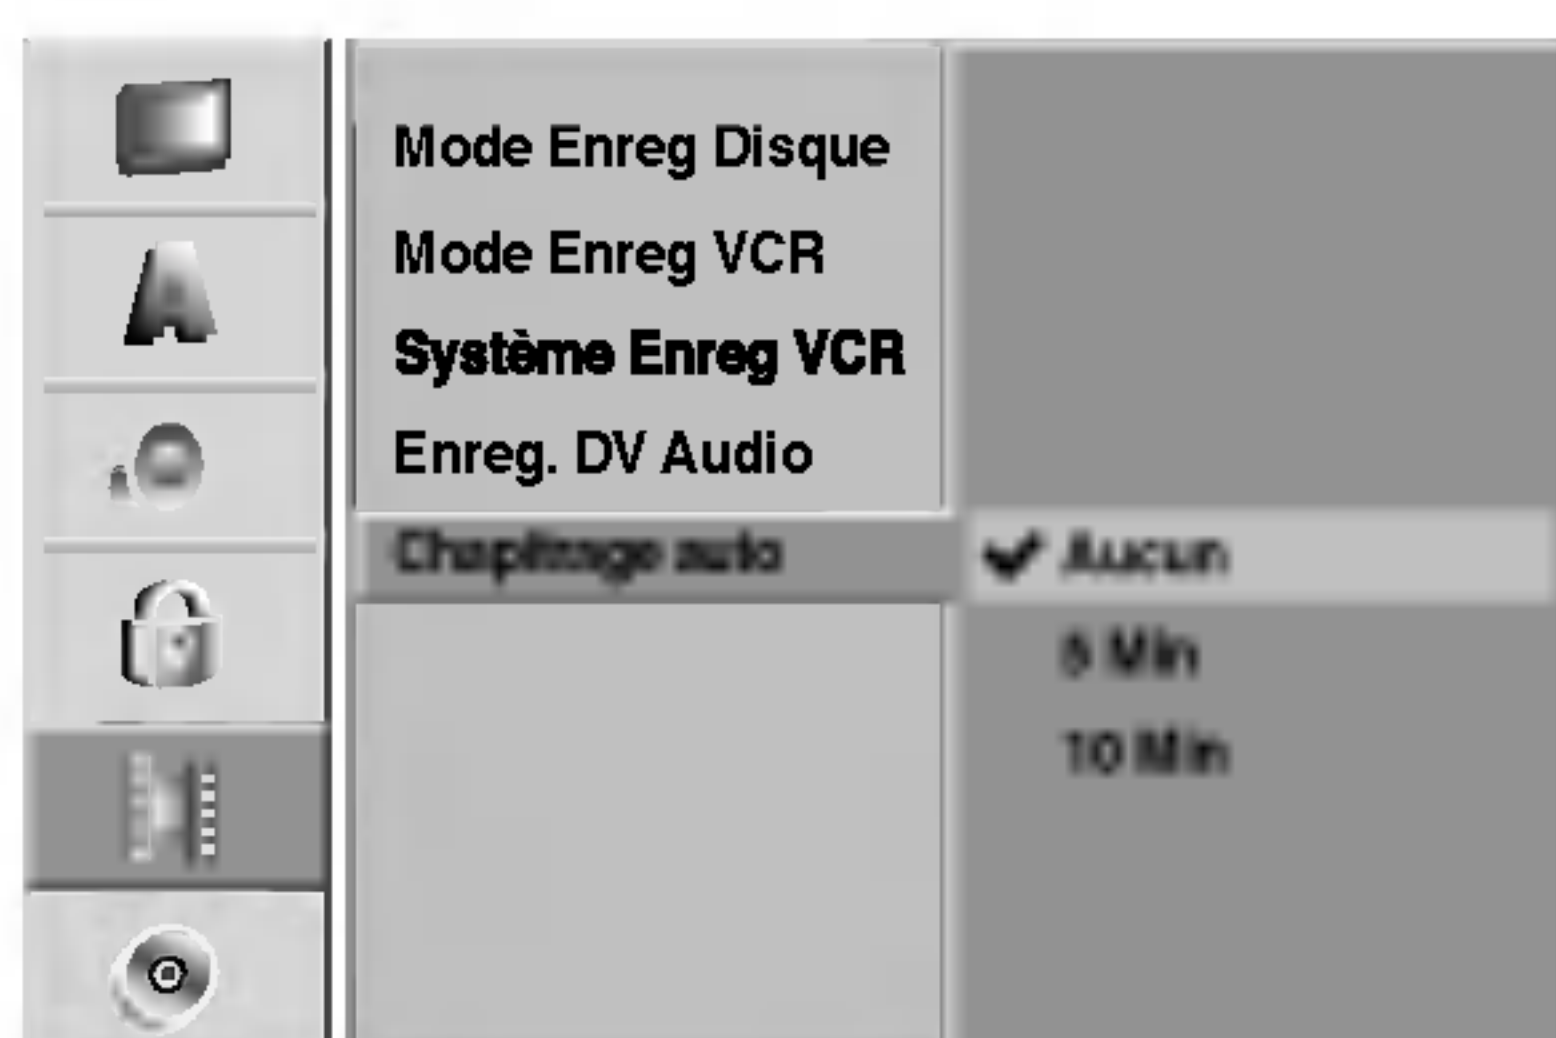 Mode Enreg Disque
Mode Enreg VCR
Système Enreg VCR
Enreg. DV Audio
Chapitrage auto
✔ Aucun
5 Min
10 Min